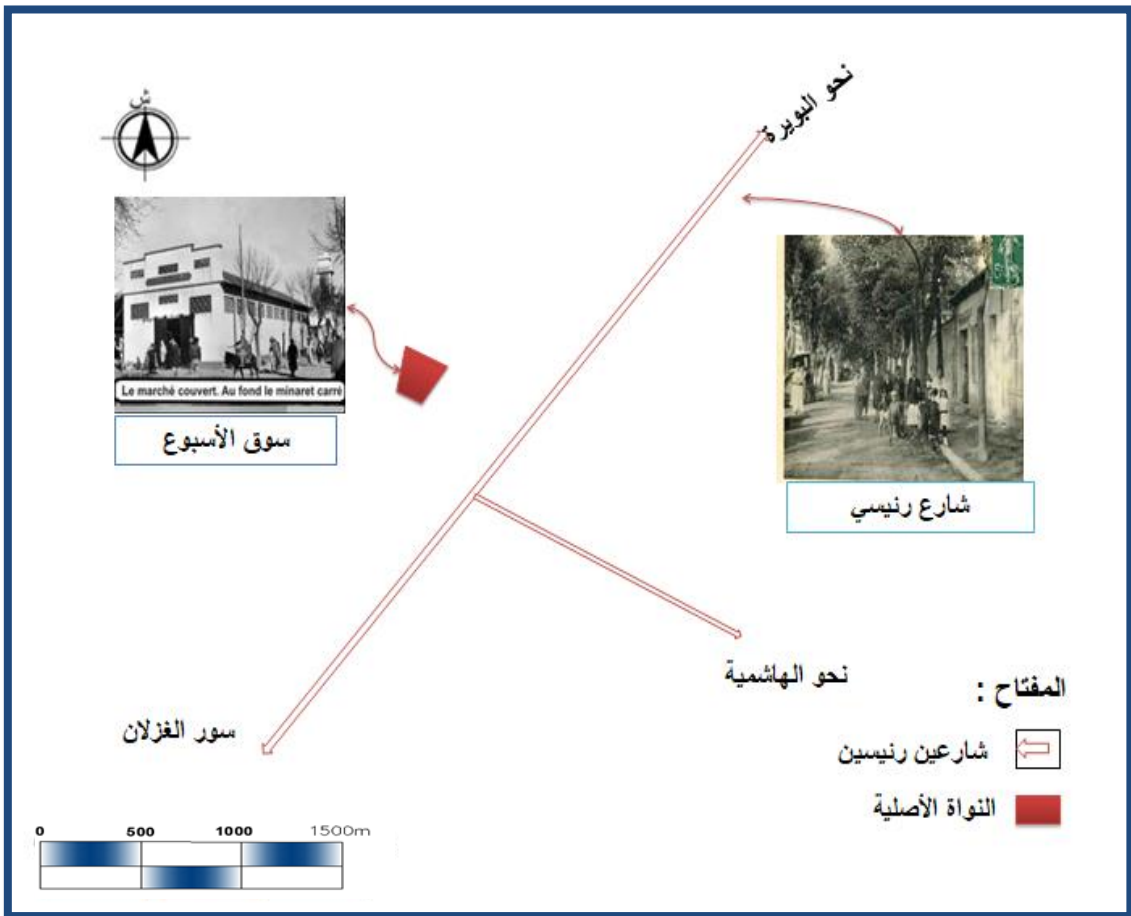 نحو البويرة
ش
Le marché couvert. Au fond le minaret carré
سوق الأسبوع
شارع رئيسي
نحو الهاشمية
سور الغزلان
المفتاح :
شارعين رئيسين
النواة الأصلية
0 500 1000 1500m